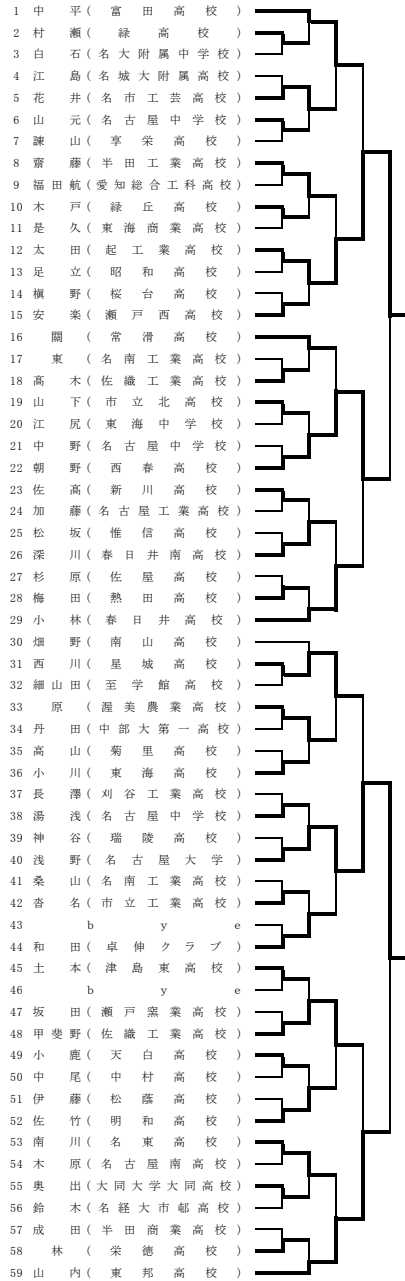 1 中平(富田高校)
2 村瀬(緑高校)
3 白石(名大附属中学校)
4 江島(名城大附属高校)
5 花井(名市工芸高校)
6 山元(名古屋中学校)
7 諫山(享栄高校)
8 齋藤(半田工業高校)
9 福田航(愛知総合工科高校)
10 木戸(緑丘高校)
11 是久(東海商業高校)
12 太田(起工業高校)
13 足立(昭和高校)
14 槇野(桜台高校)
15 安楽(瀬戸西高校)
16 關(常滑高校)
17 東(名南工業高校)
18 髙木(佐織工業高校)
19 山下(市立北高校)
20 江尻(東海中学校)
21 中野(名古屋中学校)
22 朝野(西春高校)
23 佐髙(新川高校)
24 加藤(名古屋工業高校)
25 松坂(惟信高校)
26 深川(春日井南高校)
27 杉原(佐屋高校)
28 梅田(熱田高校)
29 小林(春日井高校)
30 畑野(南山高校)
31 西川(星城高校)
32 細山田(至学館高校)
33 原(渥美農業高校)
34 丹田(中部大第一高校)
35 高山(菊里高校)
36 小川(東海高校)
37 長澤(刈谷工業高校)
38 湯浅(名古屋中学校)
39 神谷(瑞陵高校)
40 浅野(名古屋大学)
41 桑山(名南工業高校)
42 沓名(市立工業高校)
43 bye
44 和田(卓伸クラブ)
45 土本(津島東高校)
46 bye
47 坂田(瀬戸窯業高校)
48 甲斐野(佐織工業高校)
49 小鹿(天白高校)
50 中尾(中村高校)
51 伊藤(松蔭高校)
52 佐竹(明和高校)
53 南川(名東高校)
54 木原(名古屋南高校)
55 奥出(大同大学大同高校)
56 鈴木(名経大市邨高校)
57 成田(半田商業高校)
58 林(栄徳高校)
59 山内(東邦高校)